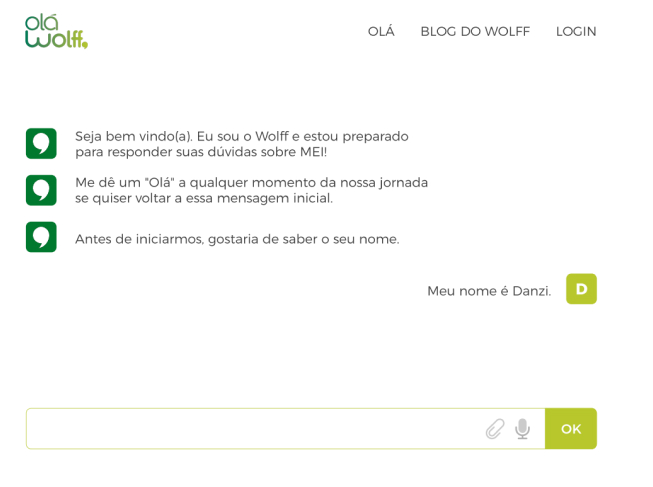 olá
wolff,
OLÁ
BLOG DO WOLFF
LOGIN
Seja bem vindo(a). Eu sou o Wolff e estou preparado
para responder suas dúvidas sobre MEI!
Me dê um "Olá" a qualquer momento da nossa jornada
se quiser voltar a essa mensagem inicial.
Antes de iniciarmos, gostaria de saber o seu nome.
Meu nome é Danzi.
D
OK